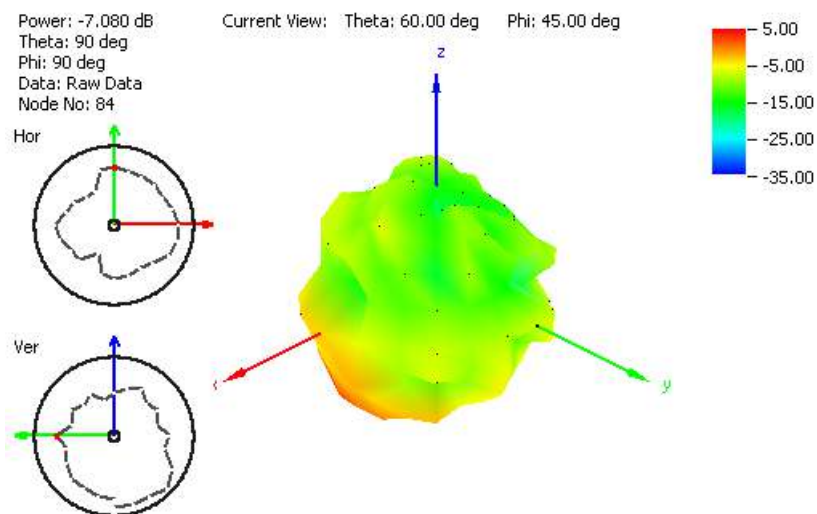 Power: -7.080 dB
Theta: 90 deg
Phi: 90 deg
Data: Raw Data
Node No: 84
Current View: Theta: 60.00 deg Phi: 45.00 deg
Hor
Ver
z
y
5.00
-5.00
-15.00
-25.00
-35.00